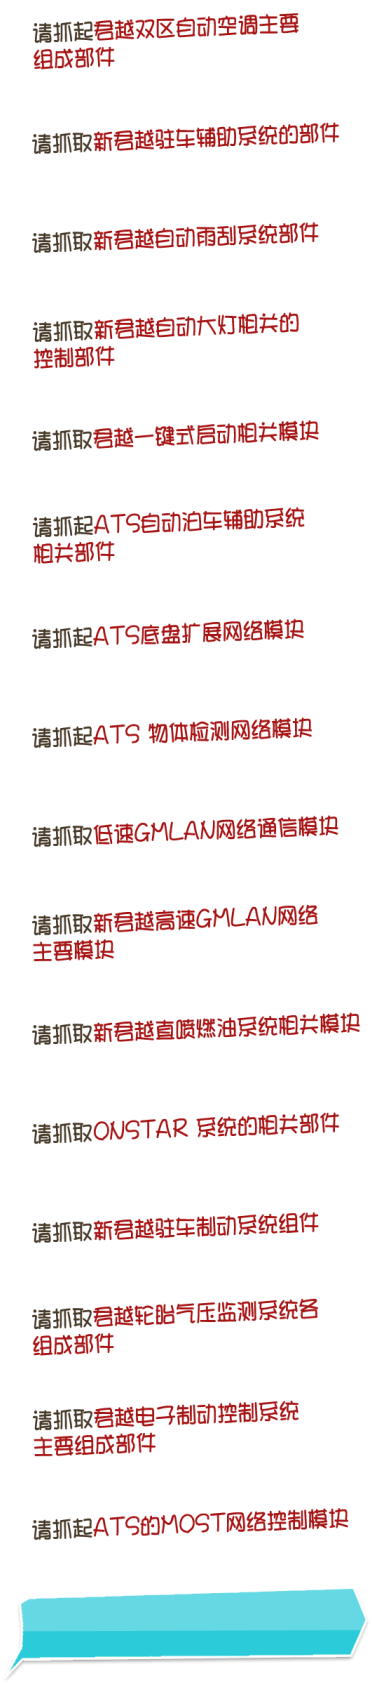 请抓起君越双区自动空调主要
组成部件
请抓取新君越驻车辅助系统的部件
请抓取新君越自动雨刮系统部件
请抓取新君越自动大灯相关的
控制部件
请抓取君越一键式启动相关模块
请抓起ATS自动泊车辅助系统
相关部件
请抓起ATS底盘扩展网络模块
请抓起ATS 物体检测网络模块
请抓取低速GMLAN网络通信模块
请抓取新君越高速GMLAN网络
主要模块
请抓取新君越直喷燃油系统相关模块
请抓取ONSTAR 系统的相关部件
请抓取新君越驻车制动系统组件
请抓取君越轮胎气压监测系统各
组成部件
请抓取君越电子制动控制系统
主要组成部件
请抓起ATS的MOST网络控制模块